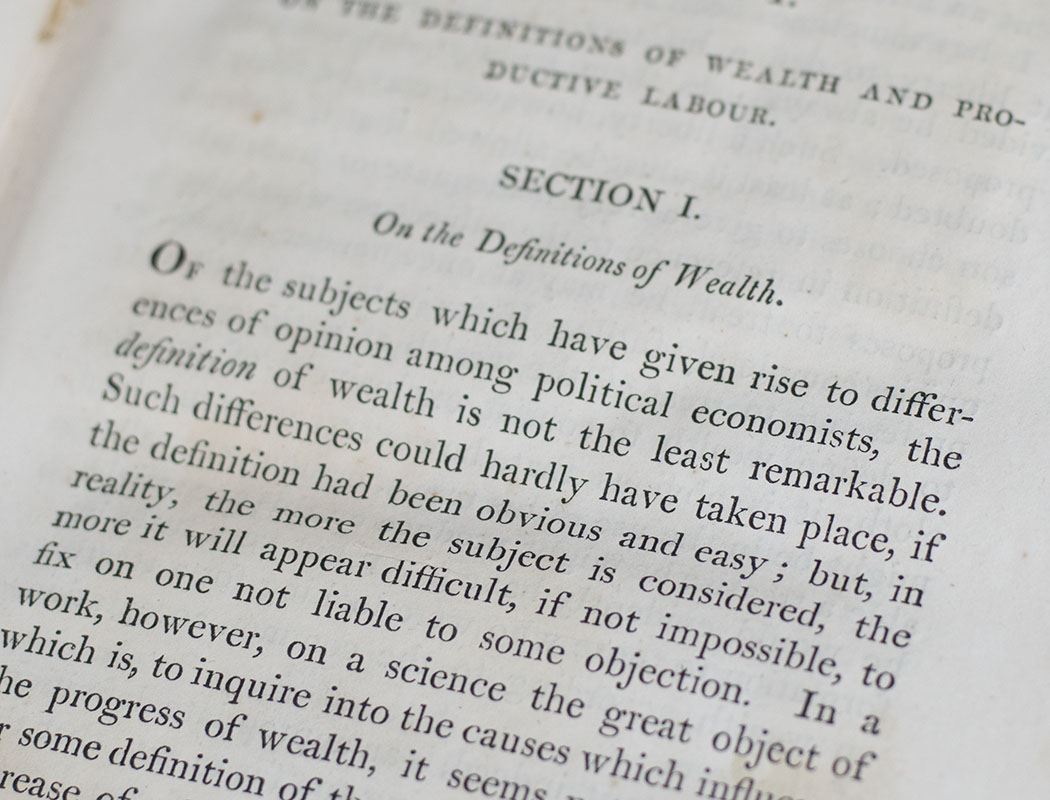 ON THE DEFINITIONS OF WEALTH AND PRO-
DUCTIVE LABOUR.
SECTION I.
On the Definitions of Wealth.
OF the subjects which have given rise to differ-
ences of opinion among political economists, the
definition of wealth is not the least remarkable.
Such differences could hardly have taken place, if
the definition had been obvious and easy; but, in
reality, the more the subject is considered, the
more it will appear difficult, if not impossible, to
fix on one not liable to some objection. In a
work, however, on a science the great object of
which is, to inquire into the causes which influ
he progress of wealth, it seems
some definition of
rease of